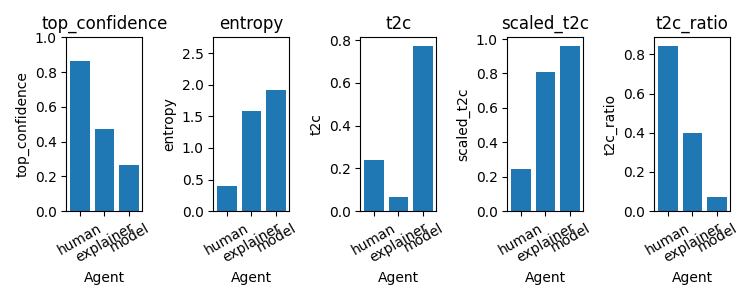 top_confidence
entropy
t2c
scaled_t2c
t2c_ratio
top_confidence
1.0
0.8
0.6
0.4
0.2
0.0
human
explainer
model
Agent
entropy
2.5
2.0
1.5
1.0
0.5
0.0
human
explainer
model
Agent
t2c
0.8
0.6
0.4
0.2
0.0
human
explainer
model
Agent
scaled_t2c
1.0
0.8
0.6
0.4
0.2
0.0
human
explainer
model
Agent
t2c_ratio
0.8
0.6
0.4
0.2
0.0
human
explainer
model
Agent